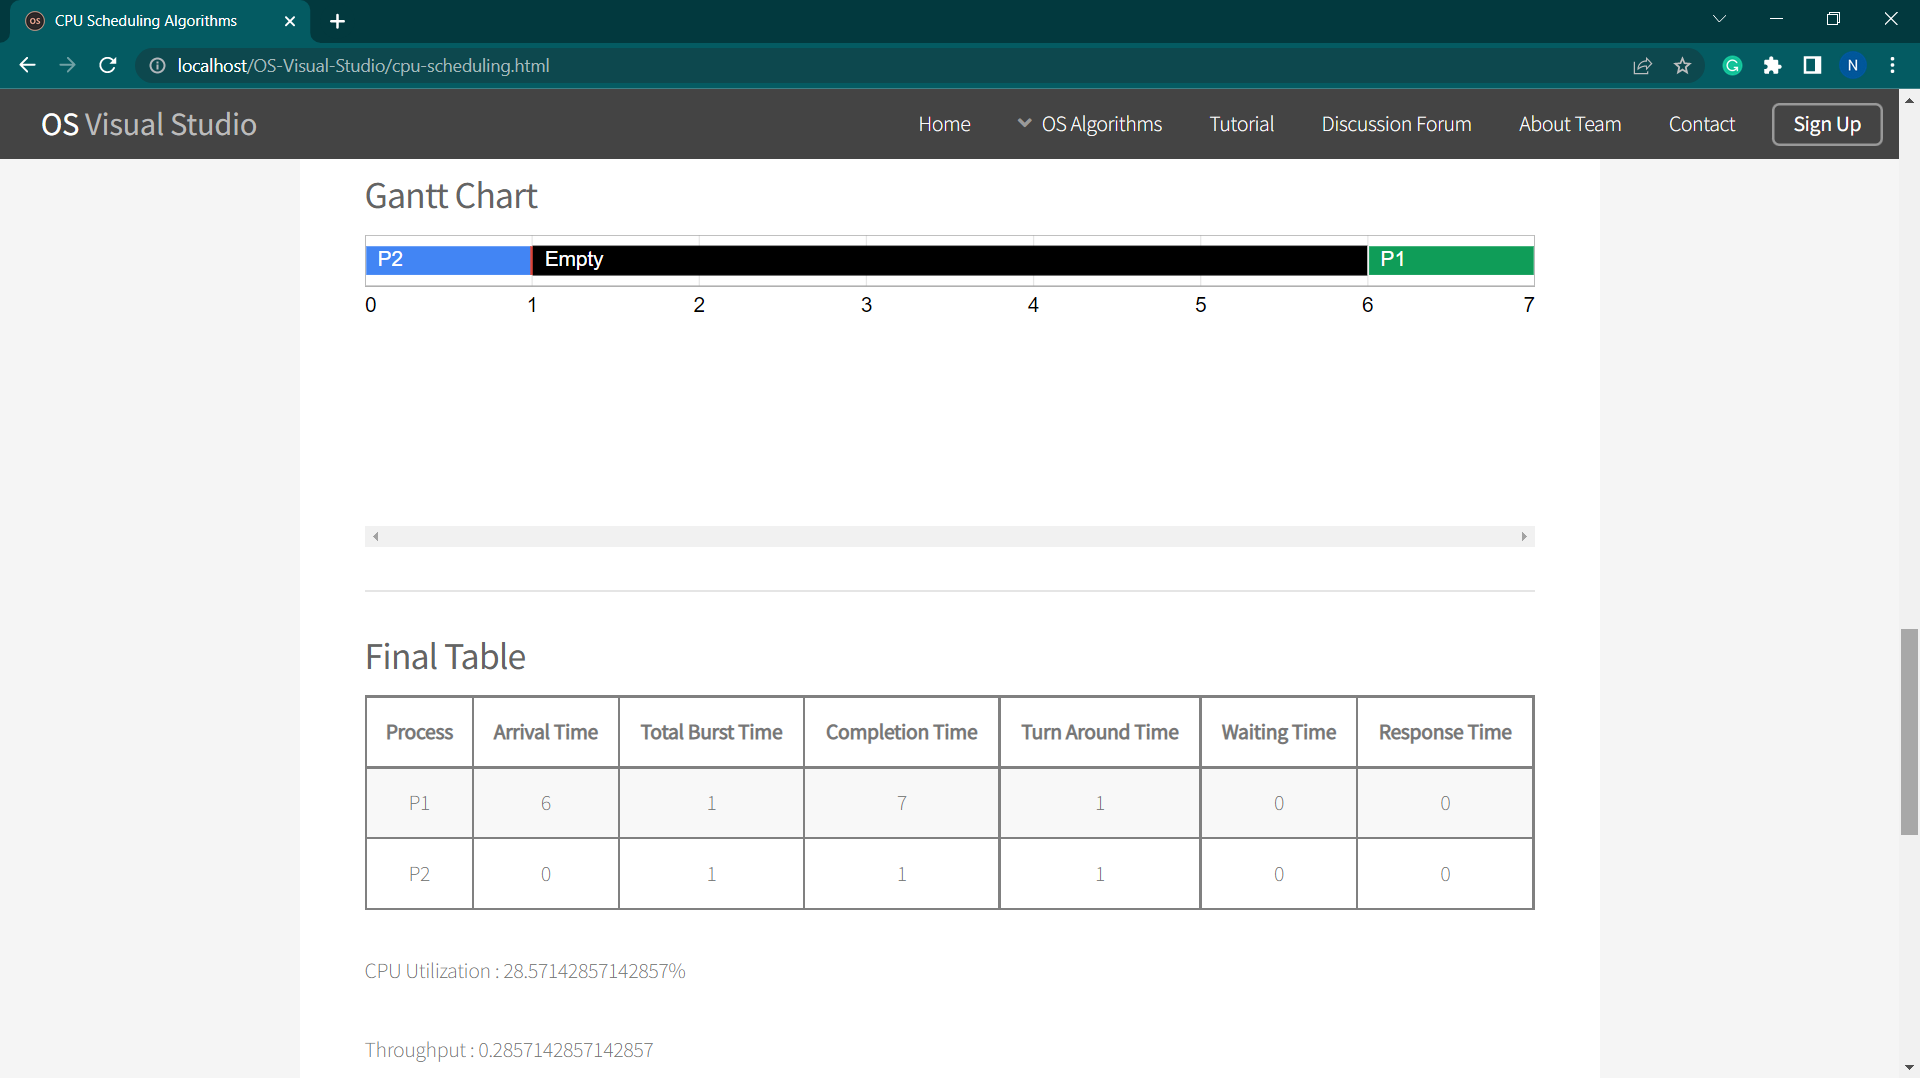 CPU Scheduling Algorithms
localhost/OS-Visual-Studio/cpu-scheduling.html
N
OS Visual Studio
Home
OS Algorithms
Tutorial
Discussion Forum
About Team
Contact
Sign Up
Gantt Chart
P2 Empty P1
0 1 2 3 4 5 6 7
Final Table
Process Arrival Time Total Burst Time Completion Time Turn Around Time Waiting Time Response Time
P1 6 1 7 1 0 0
P2 0 1 1 1 0 0
CPU Utilization : 28.57142857142857%
Throughput : 0.2857142857142857